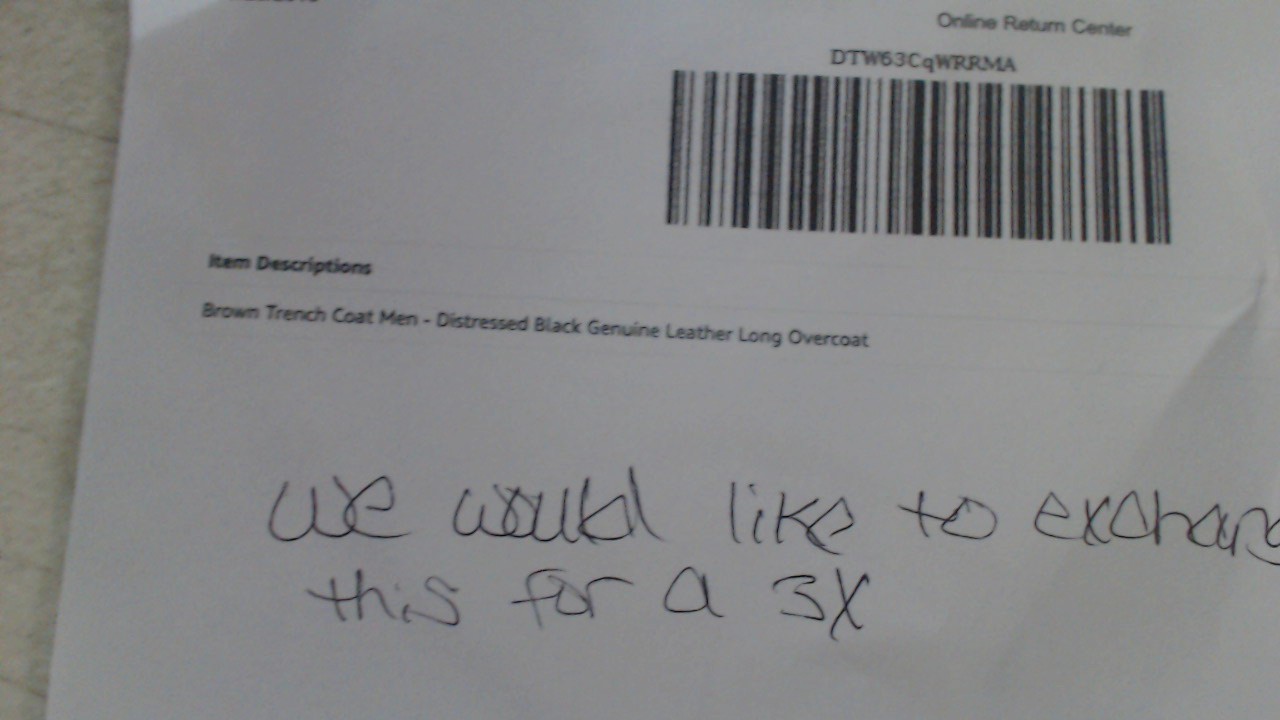 Online Return Center
DTW63CqWRRMA
Item Descriptions
Brown Trench Coat Men - Distressed Black Genuine Leather Long Overcoat
we would like to exchang
this for a 3X